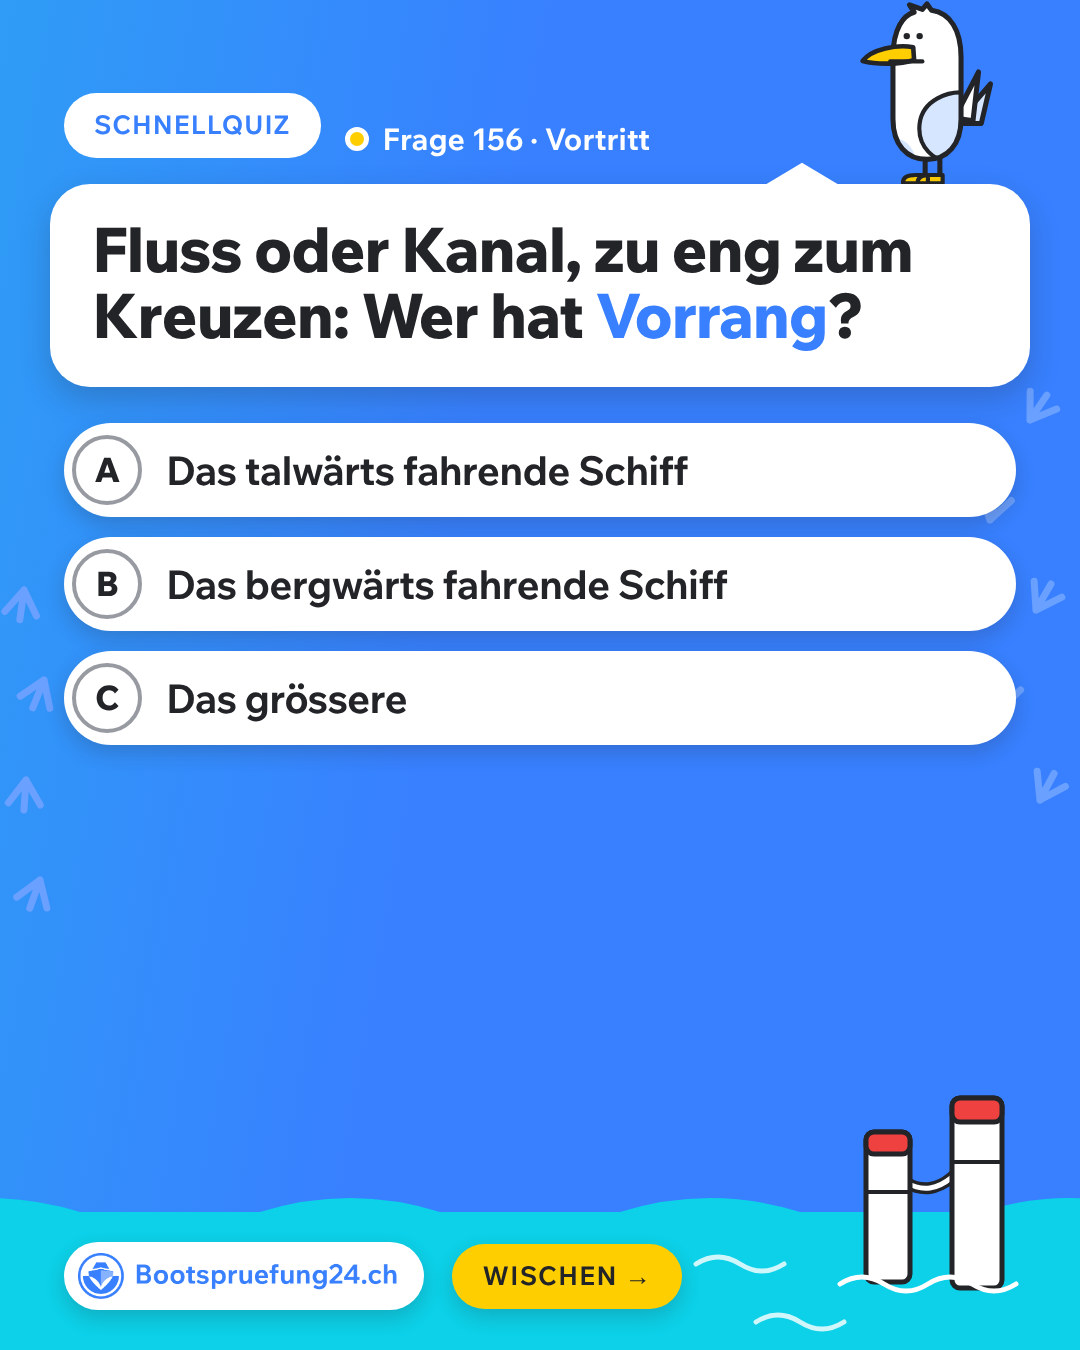 SCHNELLQUIZ
Frage 156 · Vortritt
Fluss oder Kanal, zu eng zum
Kreuzen: Wer hat Vorrang?
A Das talwärts fahrende Schiff
B Das bergwärts fahrende Schiff
C Das grössere
Bootspruefung24.ch
WISCHEN →